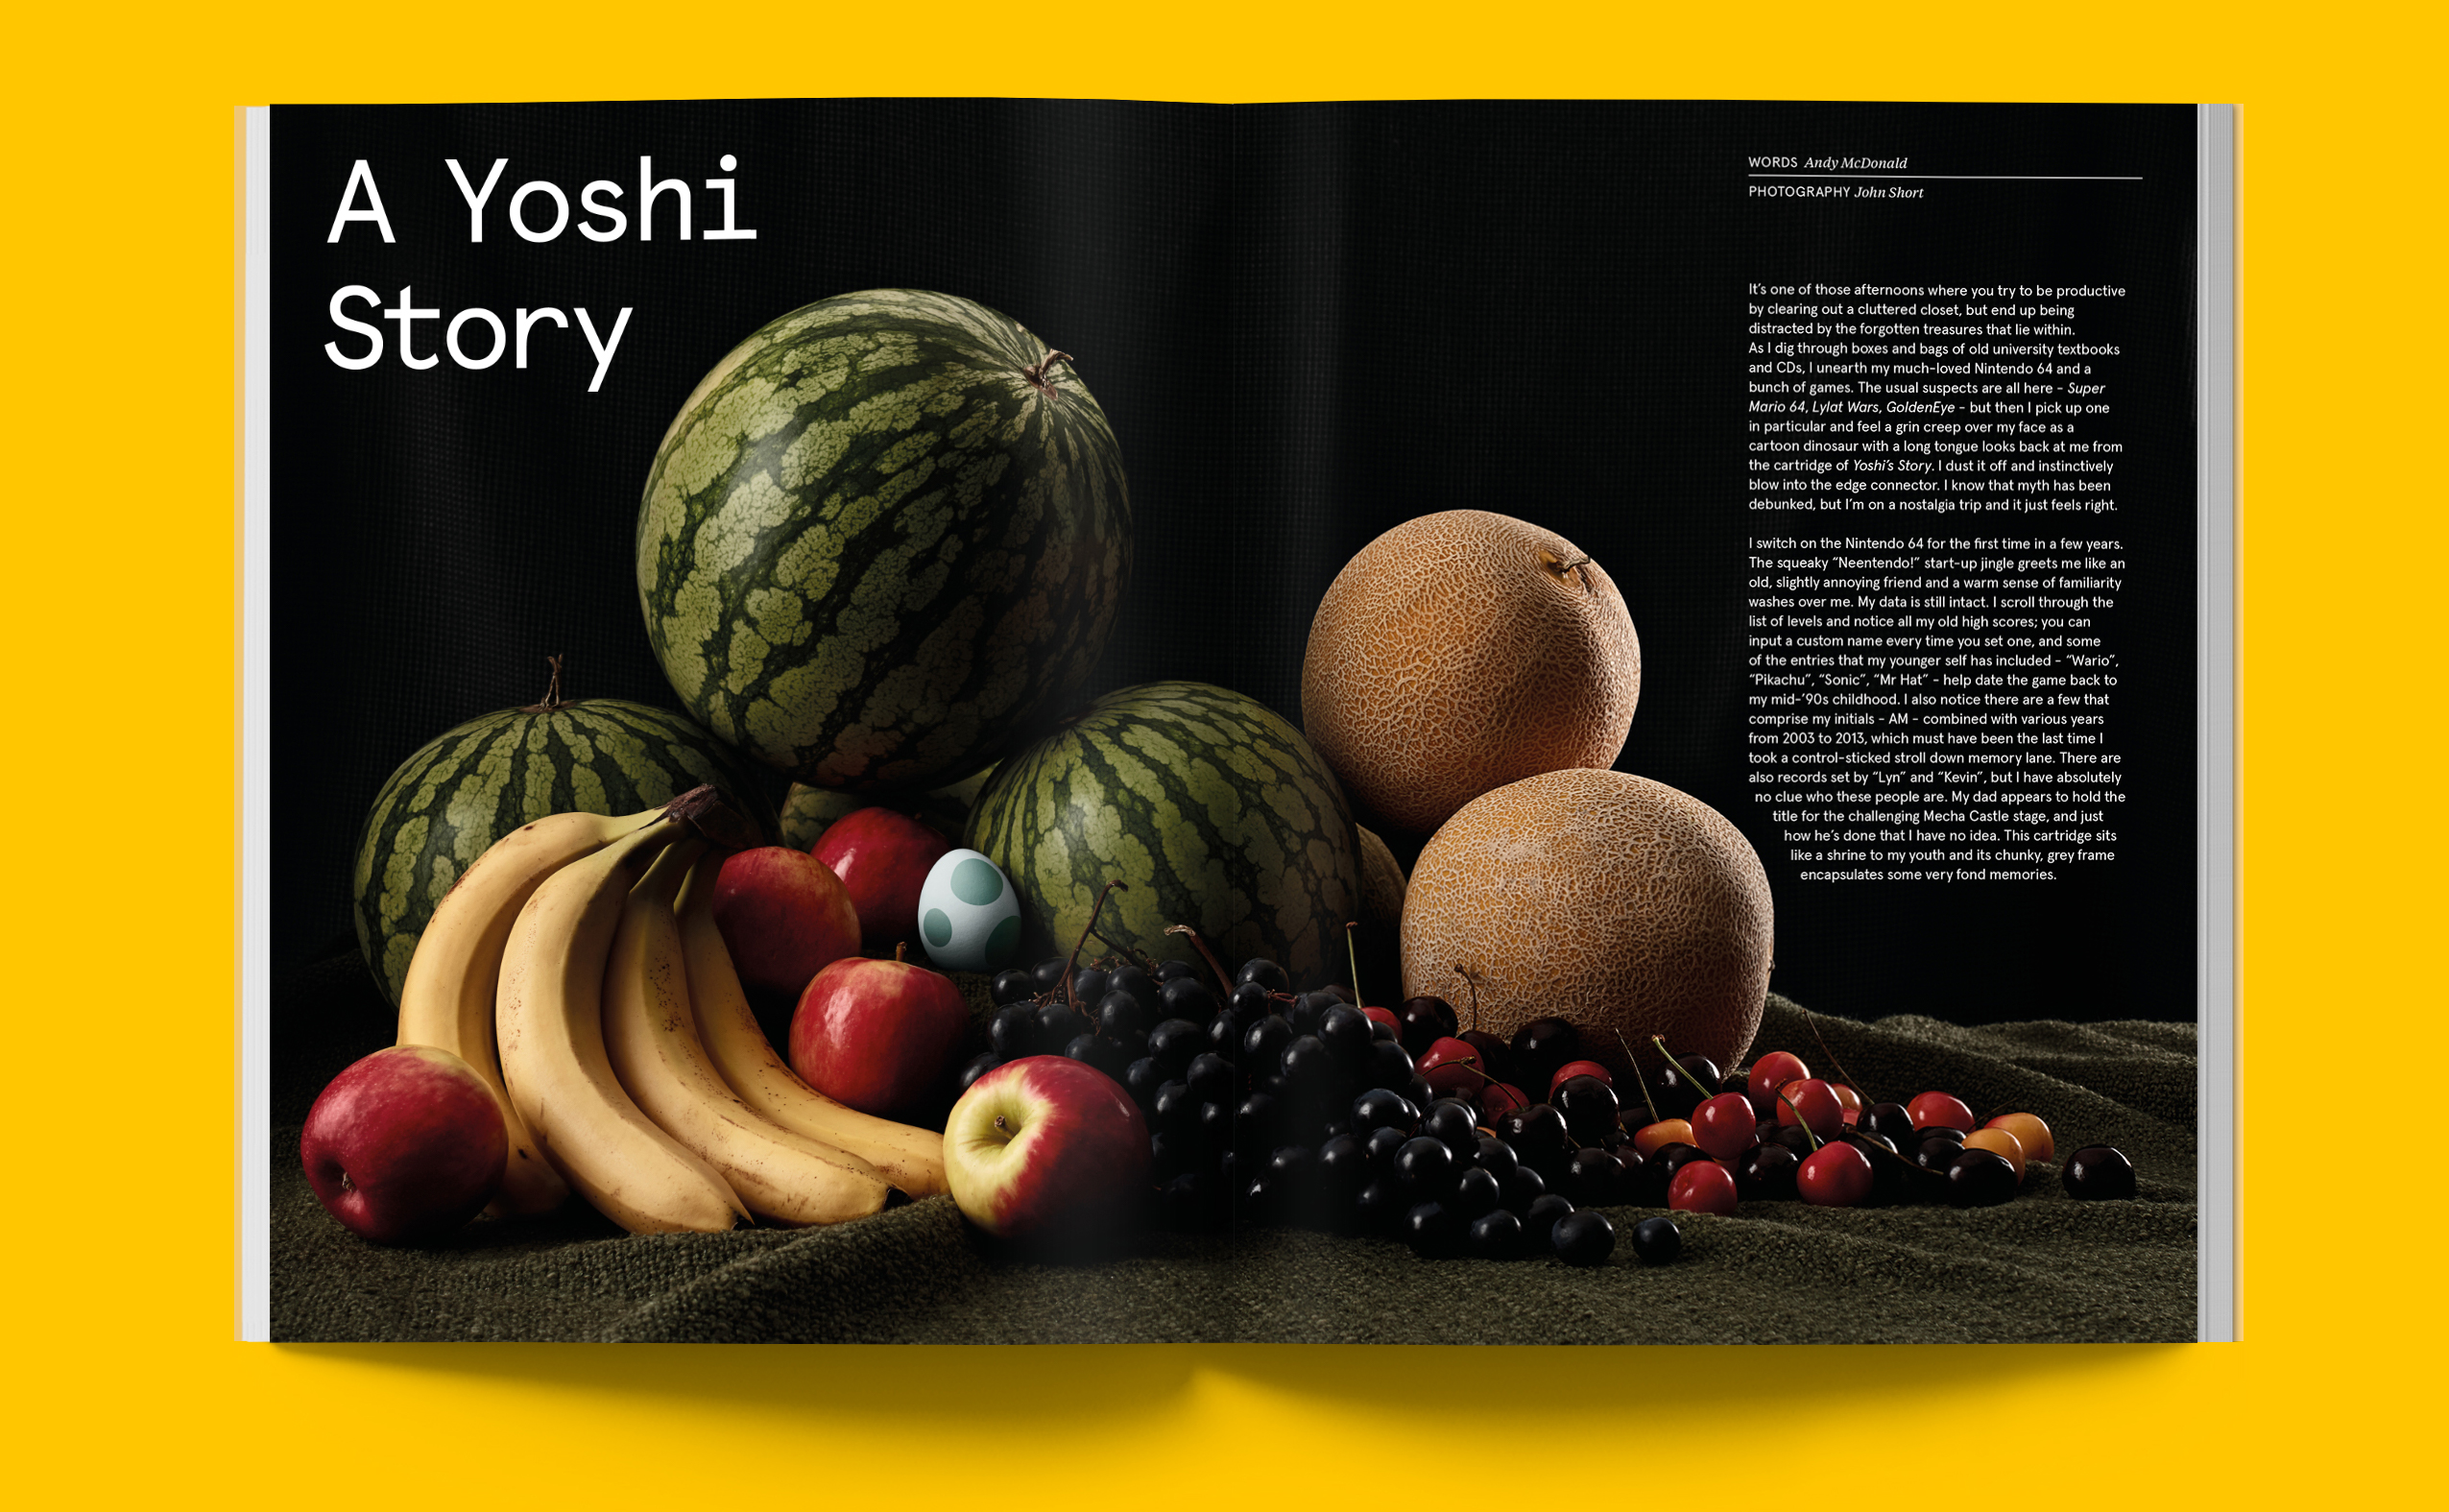 A Yoshi
Story
WORDS Andy McDonald
PHOTOGRAPHY John Short
It's one of those afternoons where you try to be productive
by clearing out a cluttered closet, but end up being
distracted by the forgotten treasures that lie within.
As I dig through boxes and bags of old university textbooks
and CDs, I unearth my much-loved Nintendo 64 and a
bunch of games. The usual suspects are all here - Super
Mario 64, Lylat Wars, GoldenEye - but then I pick up one
in particular and feel a grin creep over my face as a
cartoon dinosaur with a long tongue looks back at me from
the cartridge of Yoshi's Story. I dust it off and instinctively
blow into the edge connector. I know that myth has been
debunked, but I'm on a nostalgia trip and it just feels right.
I switch on the Nintendo 64 for the first time in a few years.
The squeaky “Neentendo!” start-up jingle greets me like an
old, slightly annoying friend and a warm sense of familiarity
washes over me. My data is still intact. I scroll through the
list of levels and notice all my old high scores; you can
input a custom name every time you set one, and some
of the entries that my younger self has included - “Wario”,
“Pikachu”, “Sonic”, “Mr Hat” - help date the game back to
my mid-'90s childhood. I also notice there are a few that
comprise my initials - AM - combined with various years
from 2003 to 2013, which must have been the last time I
took a control-sticked stroll down memory lane. There are
also records set by “Lyn” and “Kevin”, but I have absolutely
no clue who these people are. My dad appears to hold the
title for the challenging Mecha Castle stage, and just
how he's done that I have no idea. This cartridge sits
like a shrine to my youth and its chunky, grey frame
encapsulates some very fond memories.